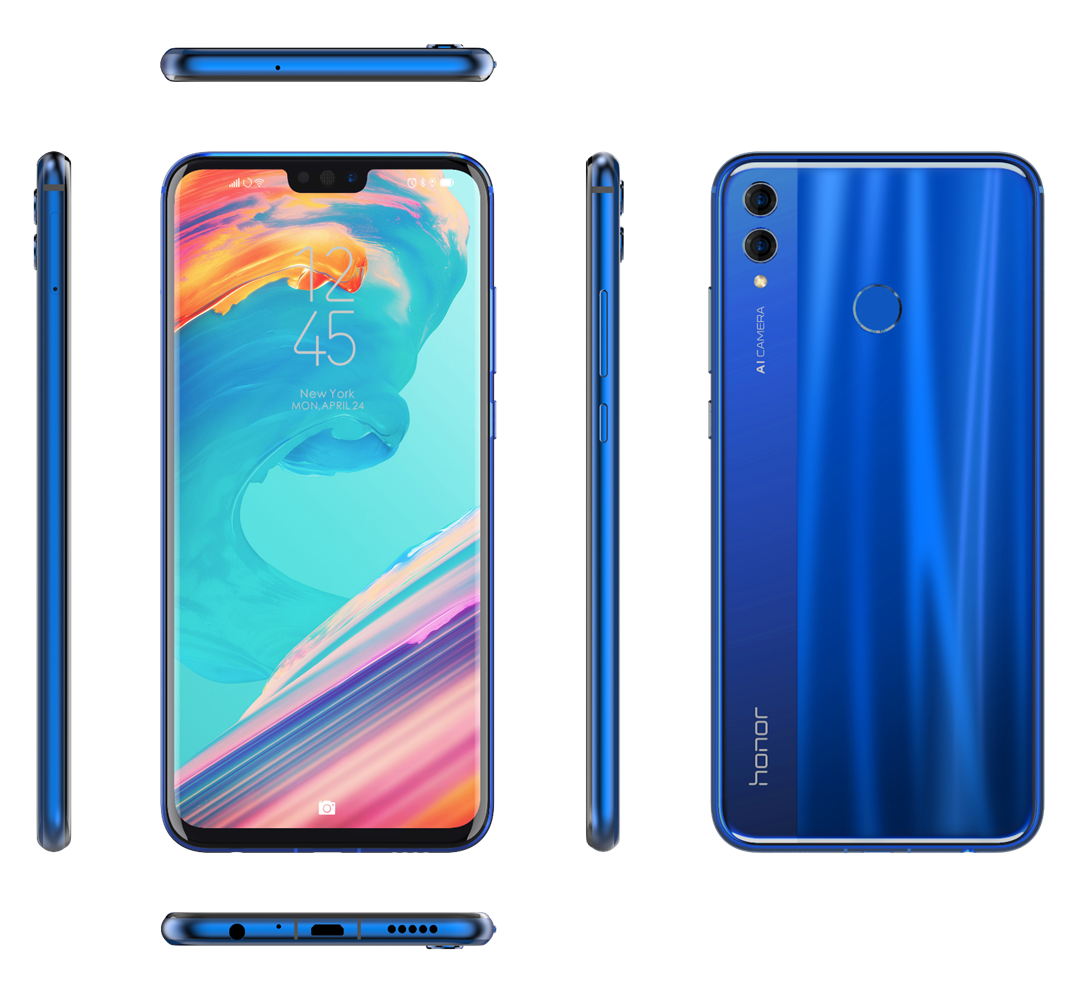 12
45
New York
MON,APRIL 24
AI CAMERA
honor